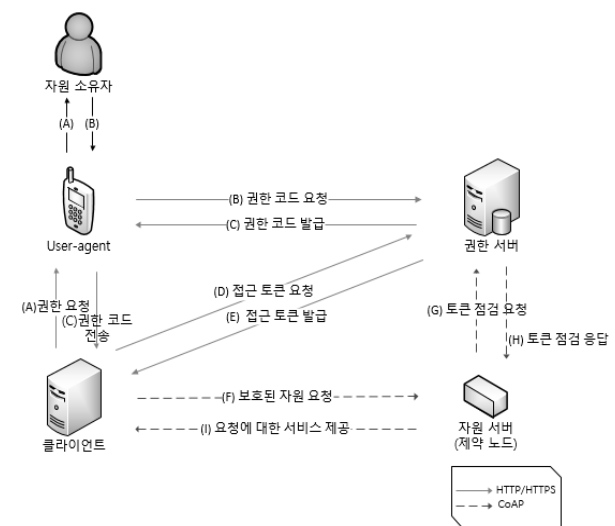 자원 소유자
(A) (B)
(B) 권한 코드 요청
(C) 권한 코드 발급
User-agent
권한 서버
(D) 접근 토큰 요청
(A)권한 요청
(C)권한 코드
전송
(E) 접근 토큰 발급
(G) 토큰 점검 요청
(H) 토큰 점검 응답
(F) 보호된 자원 요청
(I) 요청에 대한 서비스 제공
클라이언트
자원 서버
(제약 노드)
HTTP/HTTPS
CoAP